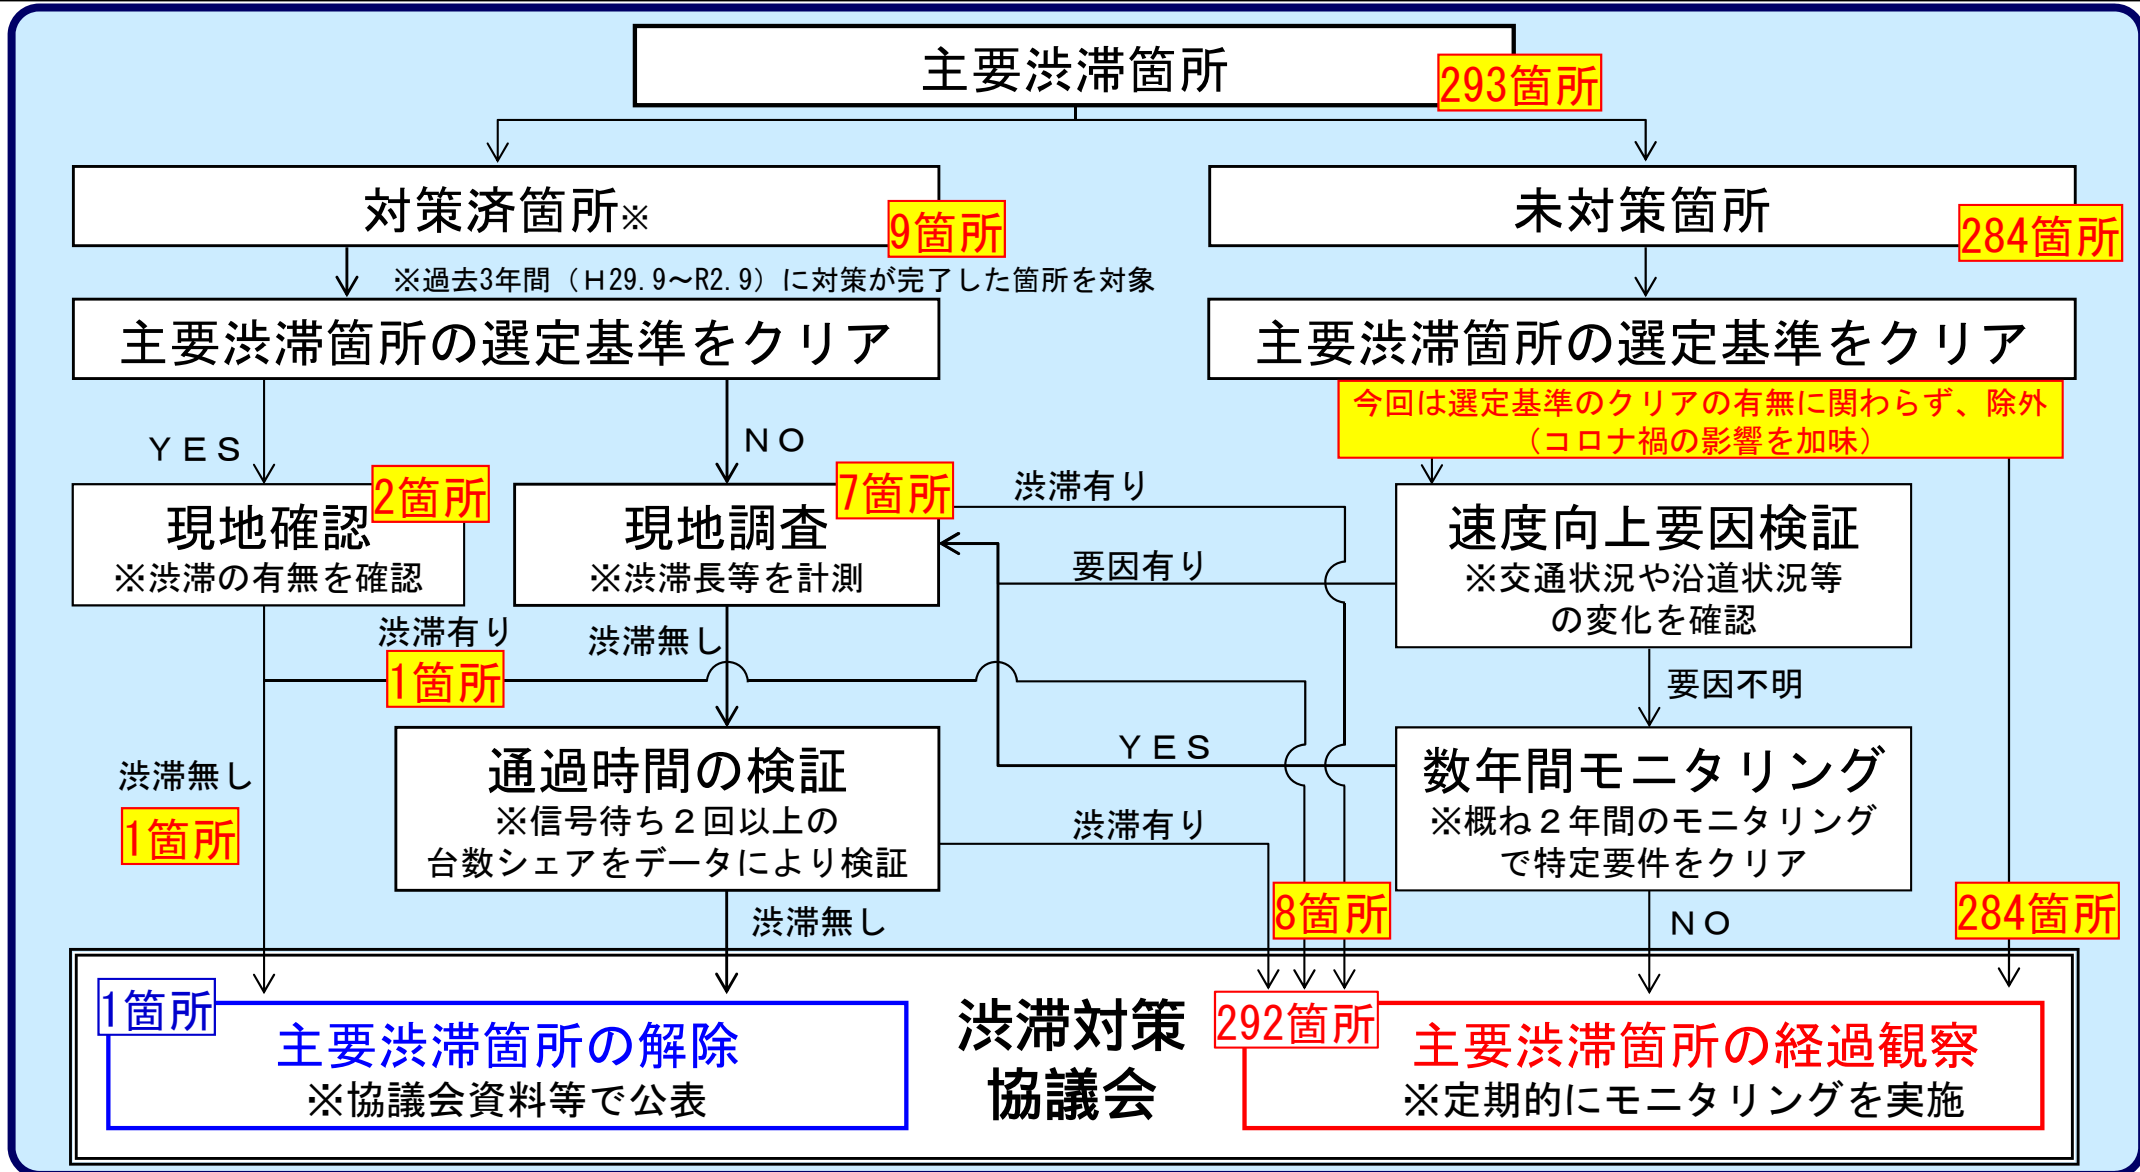 主要渋滞箇所
293箇所
対策済箇所※
9箇所
未対策箇所
284箇所
※過去3年間（H29.9～R2.9）に対策が完了した箇所を対象
主要渋滞箇所の選定基準をクリア
主要渋滞箇所の選定基準をクリア
今回は選定基準のクリアの有無に関わらず、除外
（コロナ禍の影響を加味）
ＹＥＳ
ＮＯ
2箇所
現地確認
※渋滞の有無を確認
7箇所
現地調査
※渋滞長等を計測
渋滞有り
要因有り
速度向上要因検証
※交通状況や沿道状況等
の変化を確認
渋滞有り
1箇所
渋滞無し
要因不明
渋滞無し
1箇所
通過時間の検証
※信号待ち２回以上の
台数シェアをデータにより検証
ＹＥＳ
渋滞有り
数年間モニタリング
※概ね２年間のモニタリング
で特定要件をクリア
渋滞無し
8箇所
ＮＯ
284箇所
1箇所
主要渋滞箇所の解除
※協議会資料等で公表
渋滞対策
協議会
292箇所
主要渋滞箇所の経過観察
※定期的にモニタリングを実施